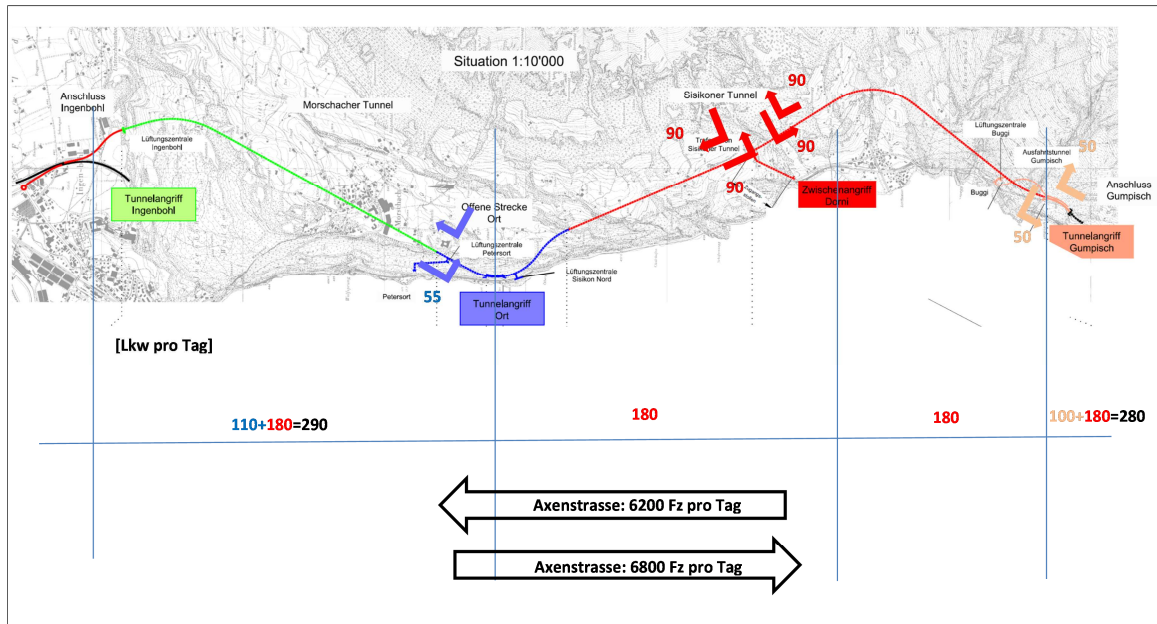 Situation 1:10'000
Anschluss
Ingenbohl
Morschacher Tunnel
Sisikoner Tunnel
90
90
90
90
Lüftungszentrale
Ingenbohl
Lüftungszentrale
Buggi
Ausfahrtstunnel
Gumpisch
50
Anschluss
Gumpisch
Sisikoner Tunnel
Tunnelangriff
Ingenbohl
Offene Strecke
Ort
Zwischenangriff
Dorni
Buggi
50
Tunnelangriff
Gumpisch
Lüftungszentrale
Petersort
Lüftungszentrale
Sisikon Nord
Petersort
55
Tunnelangriff
Ort
[Lkw pro Tag]
110+180=290
180
180
100+180=280
Axenstrasse: 6200 Fz pro Tag
Axenstrasse: 6800 Fz pro Tag